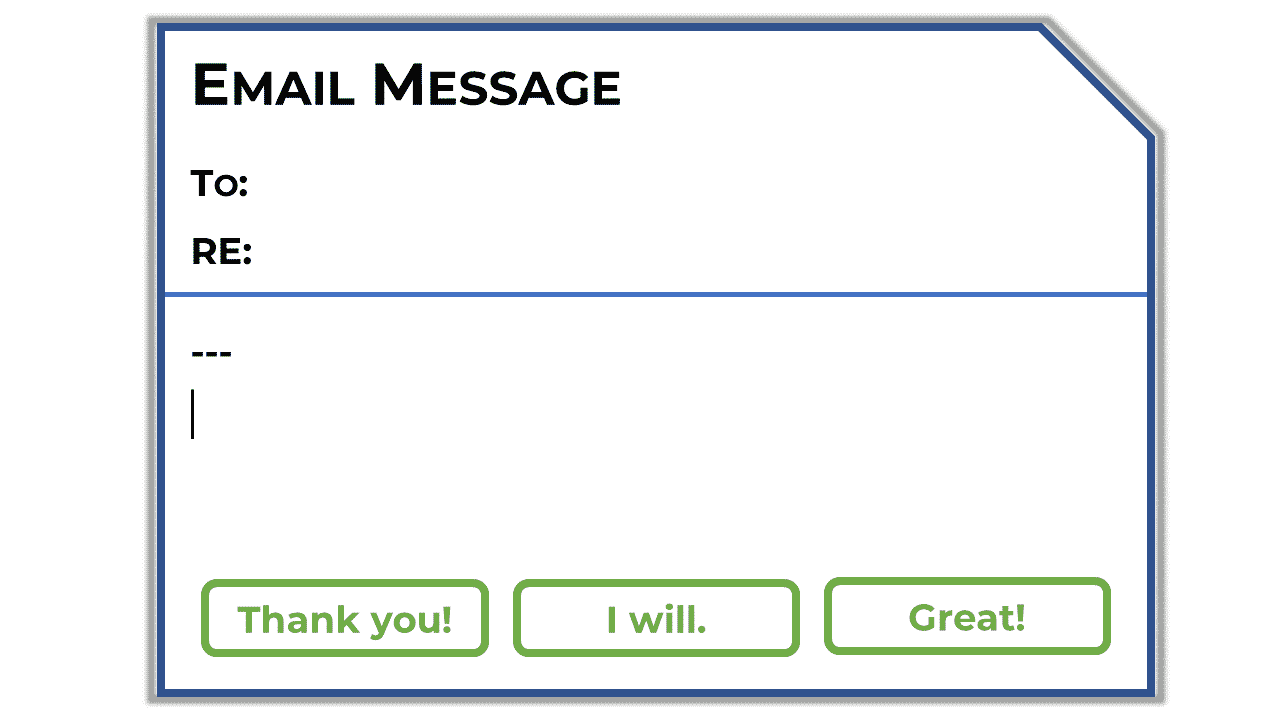 EMAIL MESSAGE
TO:
RE:
---
Thank you!
I will.
Great!